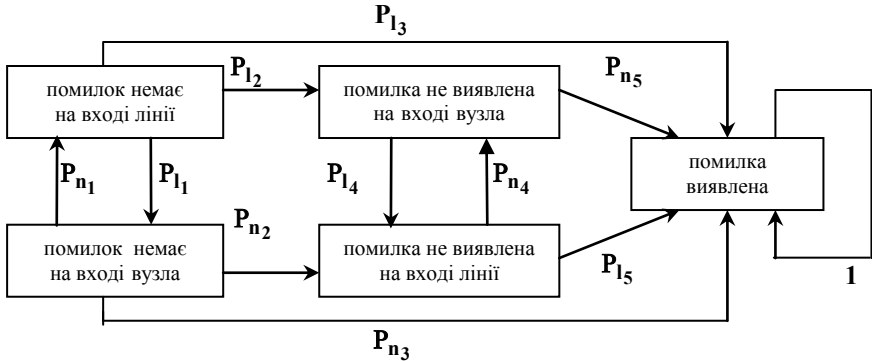 P_l3
помилок немає
на вході лінії
P_l2
помилка не виявлена
на вході вузла
P_n5
P_n1
P_l1
P_l4
P_n4
помилка
виявлена
помилок немає
на вході вузла
P_n2
помилка не виявлена
на вході лінії
P_l5
1
P_n3